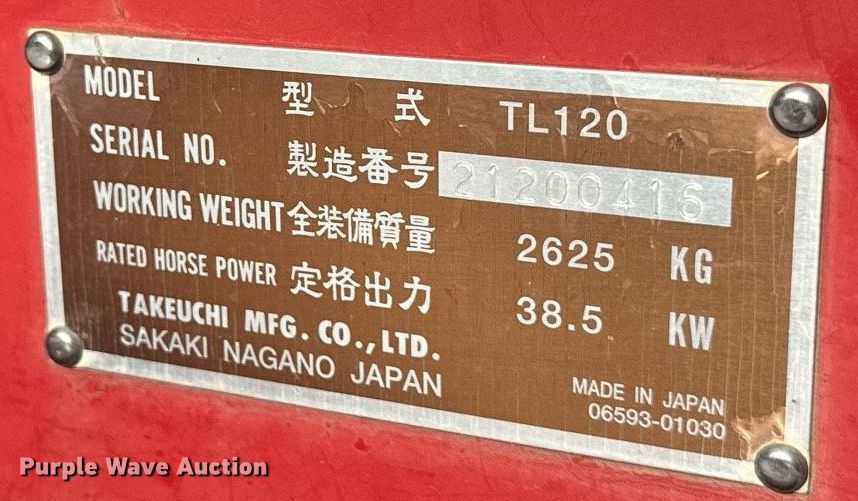 MODEL 型 式 TL120
SERIAL NO. 製造番号 21200416
WORKING WEIGHT 全装備質量 2625 KG
RATED HORSE POWER 定格出力 38.5 KW
TAKEUCHI MFG. CO., LTD.
SAKAKI NAGANO JAPAN
MADE IN JAPAN
06593-01030
Purple Wave Auction